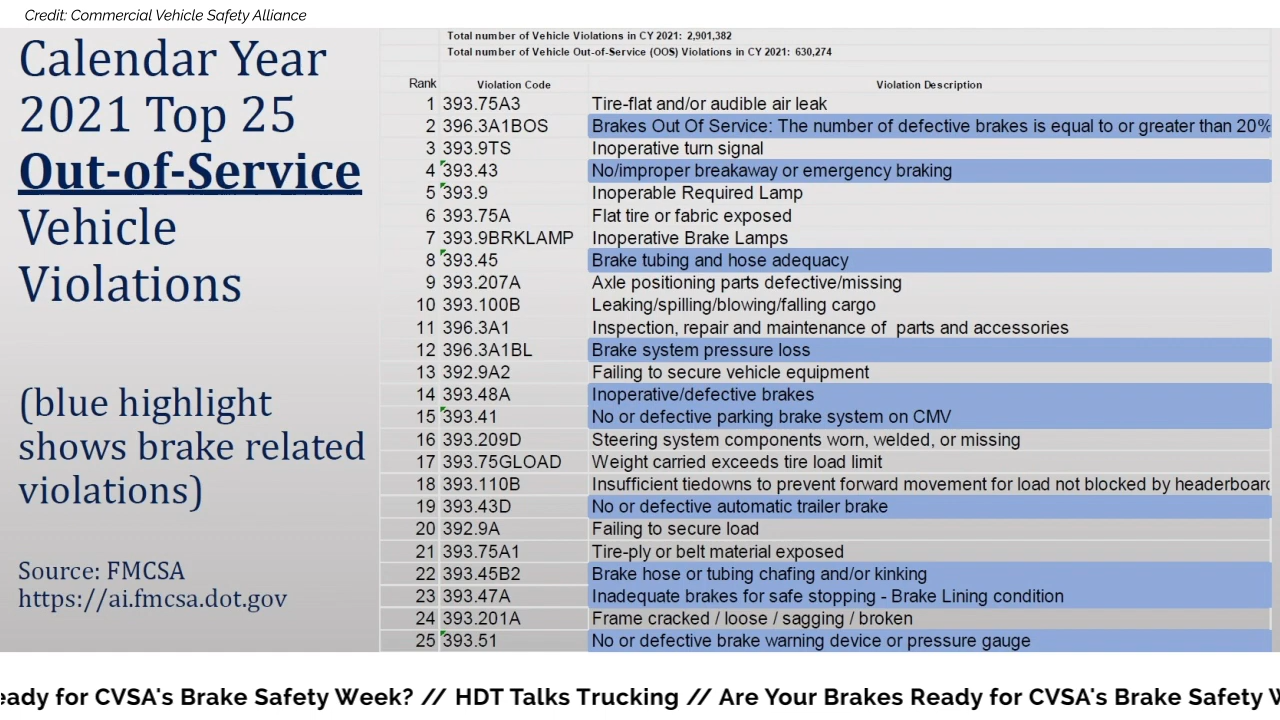 Credit: Commercial Vehicle Safety Alliance
Calendar Year
2021 Top 25
Out-of-Service
Vehicle
Violations
(blue highlight
shows brake related
violations)
Source: FMCSA
https://ai.fmcsa.dot.gov
Total number of Vehicle Violations in CY 2021: 2,901,382
Total number of Vehicle Out-of-Service (OOS) Violations in CY 2021: 630,274
Rank Violation Code Violation Description
1 393.75A3 Tire-flat and/or audible air leak
2 396.3A1BOS Brakes Out Of Service: The number of defective brakes is equal to or greater than 20%
3 393.9TS Inoperative turn signal
4 393.43 No/improper breakaway or emergency braking
5 393.9 Inoperable Required Lamp
6 393.75A Flat tire or fabric exposed
7 393.9BRKLAMP Inoperative Brake Lamps
8 393.45 Brake tubing and hose adequacy
9 393.207A Axle positioning parts defective/missing
10 393.100B Leaking/spilling/blowing/falling cargo
11 396.3A1 Inspection, repair and maintenance of parts and accessories
12 396.3A1BL Brake system pressure loss
13 392.9A2 Failing to secure vehicle equipment
14 393.48A Inoperative/defective brakes
15 393.41 No or defective parking brake system on CMV
16 393.209D Steering system components worn, welded, or missing
17 393.75GLOAD Weight carried exceeds tire load limit
18 393.110B Insufficient tiedowns to prevent forward movement for load not blocked by headerboard
19 393.43D No or defective automatic trailer brake
20 392.9A Failing to secure load
21 393.75A1 Tire-ply or belt material exposed
22 393.45B2 Brake hose or tubing chafing and/or kinking
23 393.47A Inadequate brakes for safe stopping - Brake Lining condition
24 393.201A Frame cracked / loose / sagging / broken
25 393.51 No or defective brake warning device or pressure gauge
eady for CVSA's Brake Safety Week? // HDT Talks Trucking // Are Your Brakes Ready for CVSA's Brake Safety W